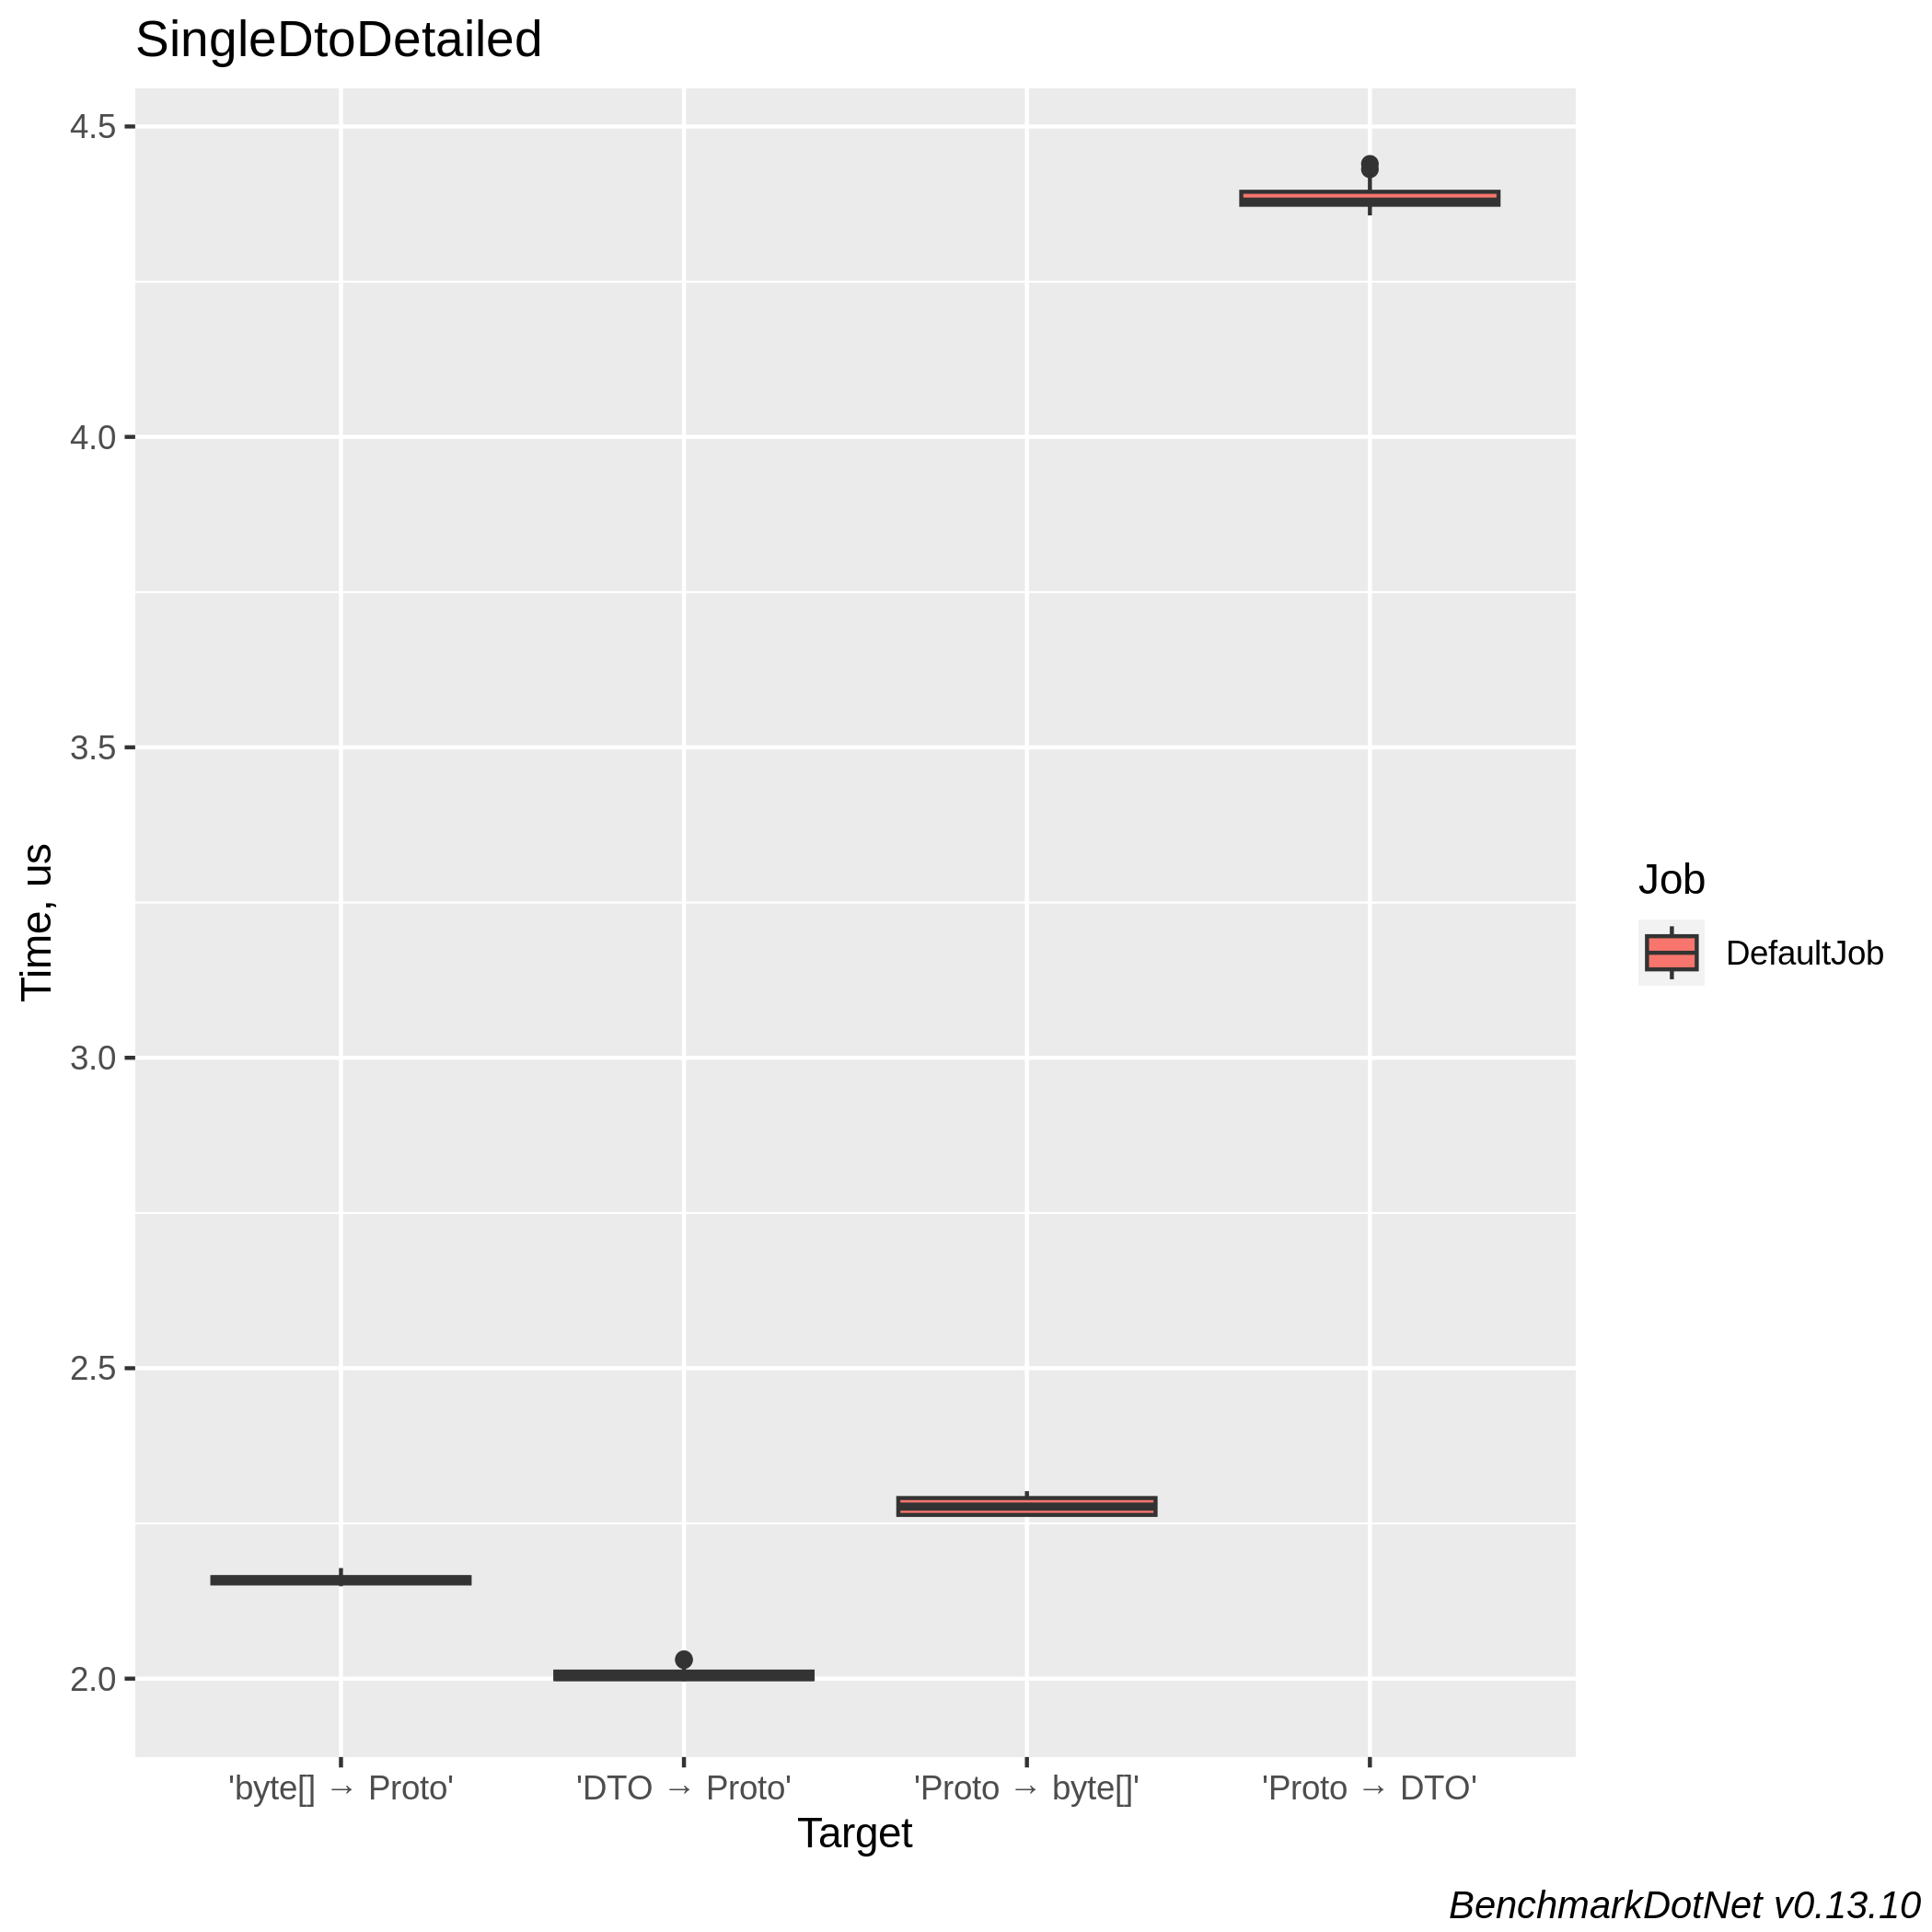 SingleDtoDetailed
4.5
4.0
3.5
3.0
2.5
2.0
Time, us
'byte[] → Proto'
'DTO → Proto'
'Proto → byte[]'
'Proto → DTO'
Target
Job
DefaultJob
BenchmarkDotNet v0.13.10